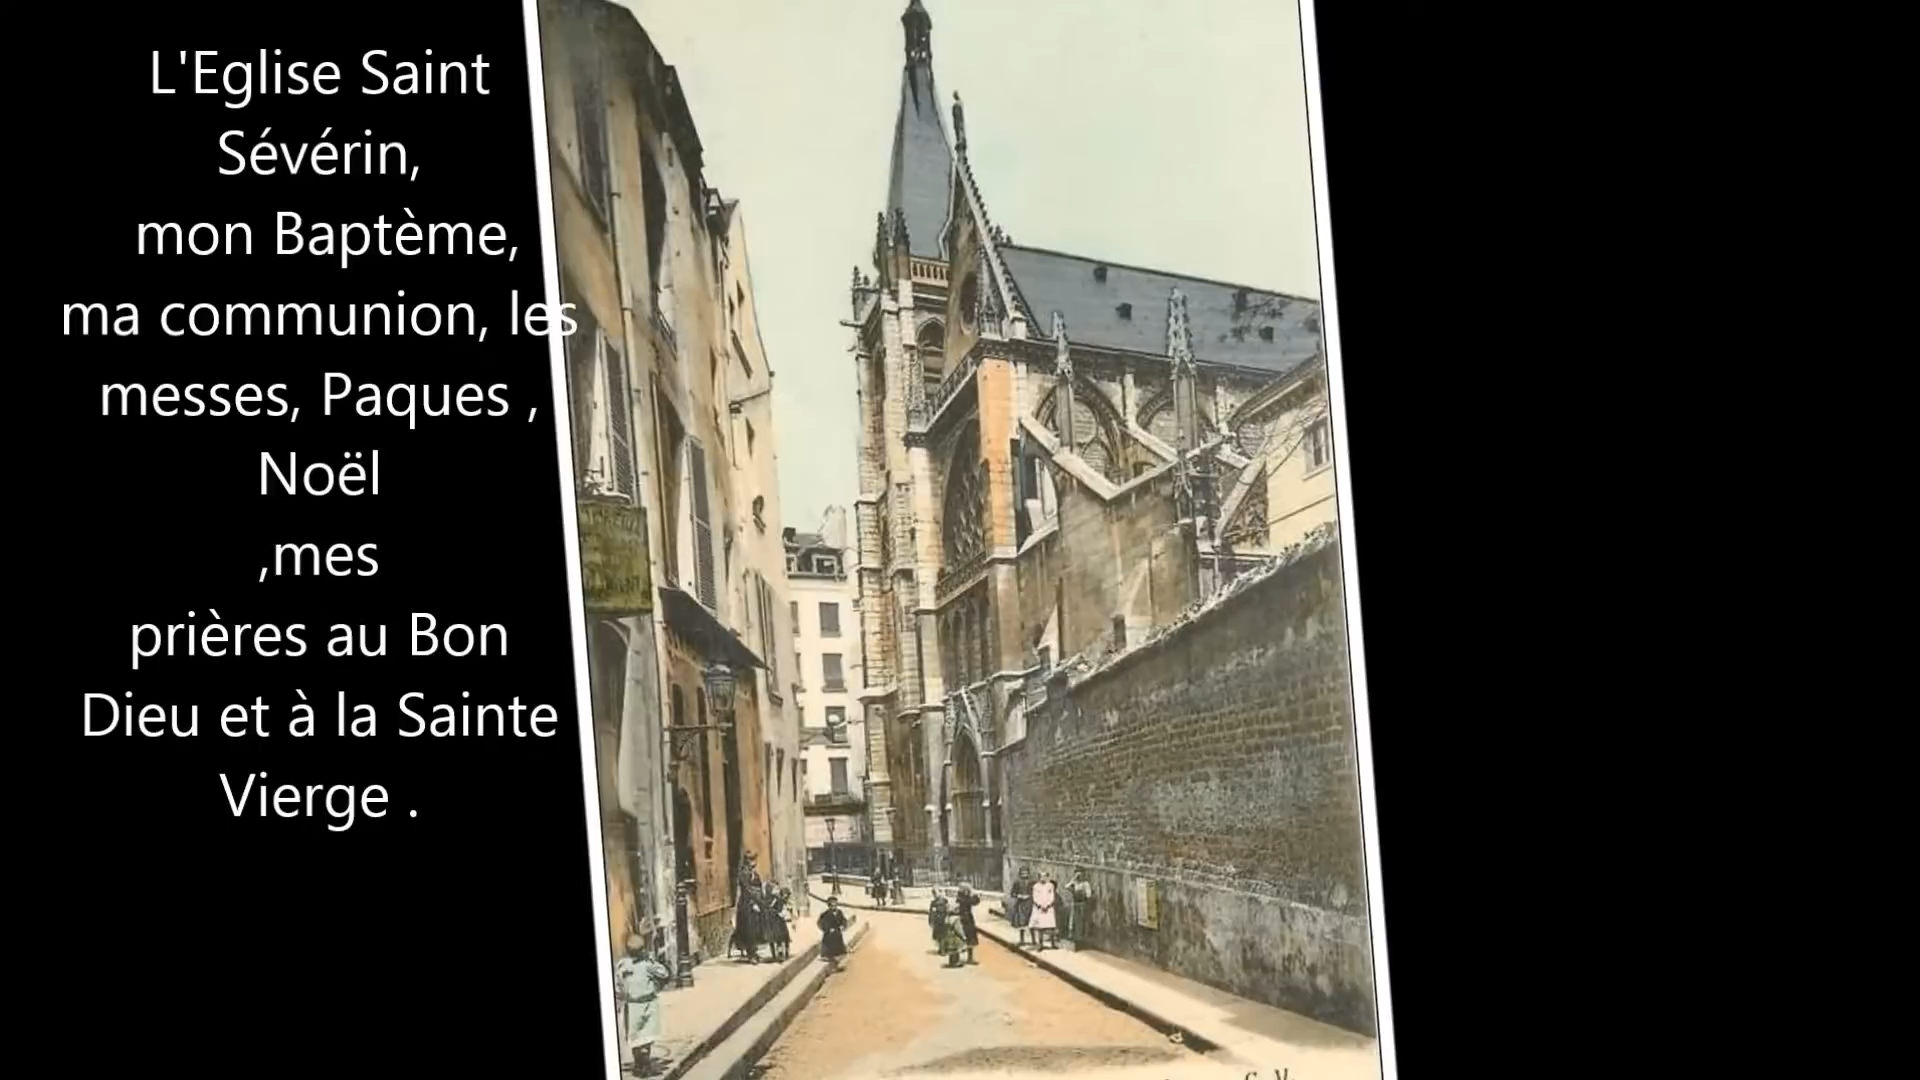 L'Eglise Saint
Sévérin,
mon Baptème,
ma communion, les
messes, Paques ,
Noël
,mes
prières au Bon
Dieu et à la Sainte
Vierge .